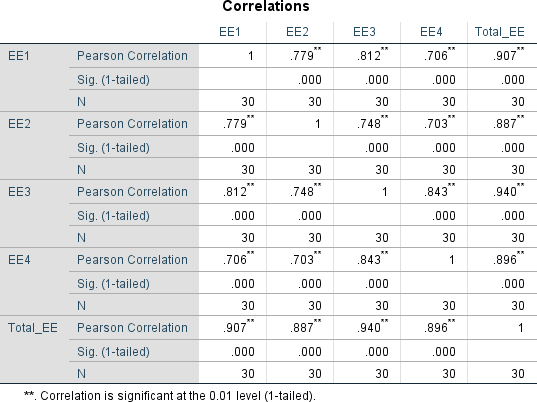 Correlations
EE1 EE2 EE3 EE4 Total_EE
EE1 Pearson Correlation 1 .779** .812** .706** .907**
Sig. (1-tailed) .000 .000 .000 .000
N 30 30 30 30 30
EE2 Pearson Correlation .779** 1 .748** .703** .887**
Sig. (1-tailed) .000 .000 .000 .000
N 30 30 30 30 30
EE3 Pearson Correlation .812** .748** 1 .843** .940**
Sig. (1-tailed) .000 .000 .000 .000
N 30 30 30 30 30
EE4 Pearson Correlation .706** .703** .843** 1 .896**
Sig. (1-tailed) .000 .000 .000 .000
N 30 30 30 30 30
Total_EE Pearson Correlation .907** .887** .940** .896** 1
Sig. (1-tailed) .000 .000 .000 .000
N 30 30 30 30 30
**. Correlation is significant at the 0.01 level (1-tailed).